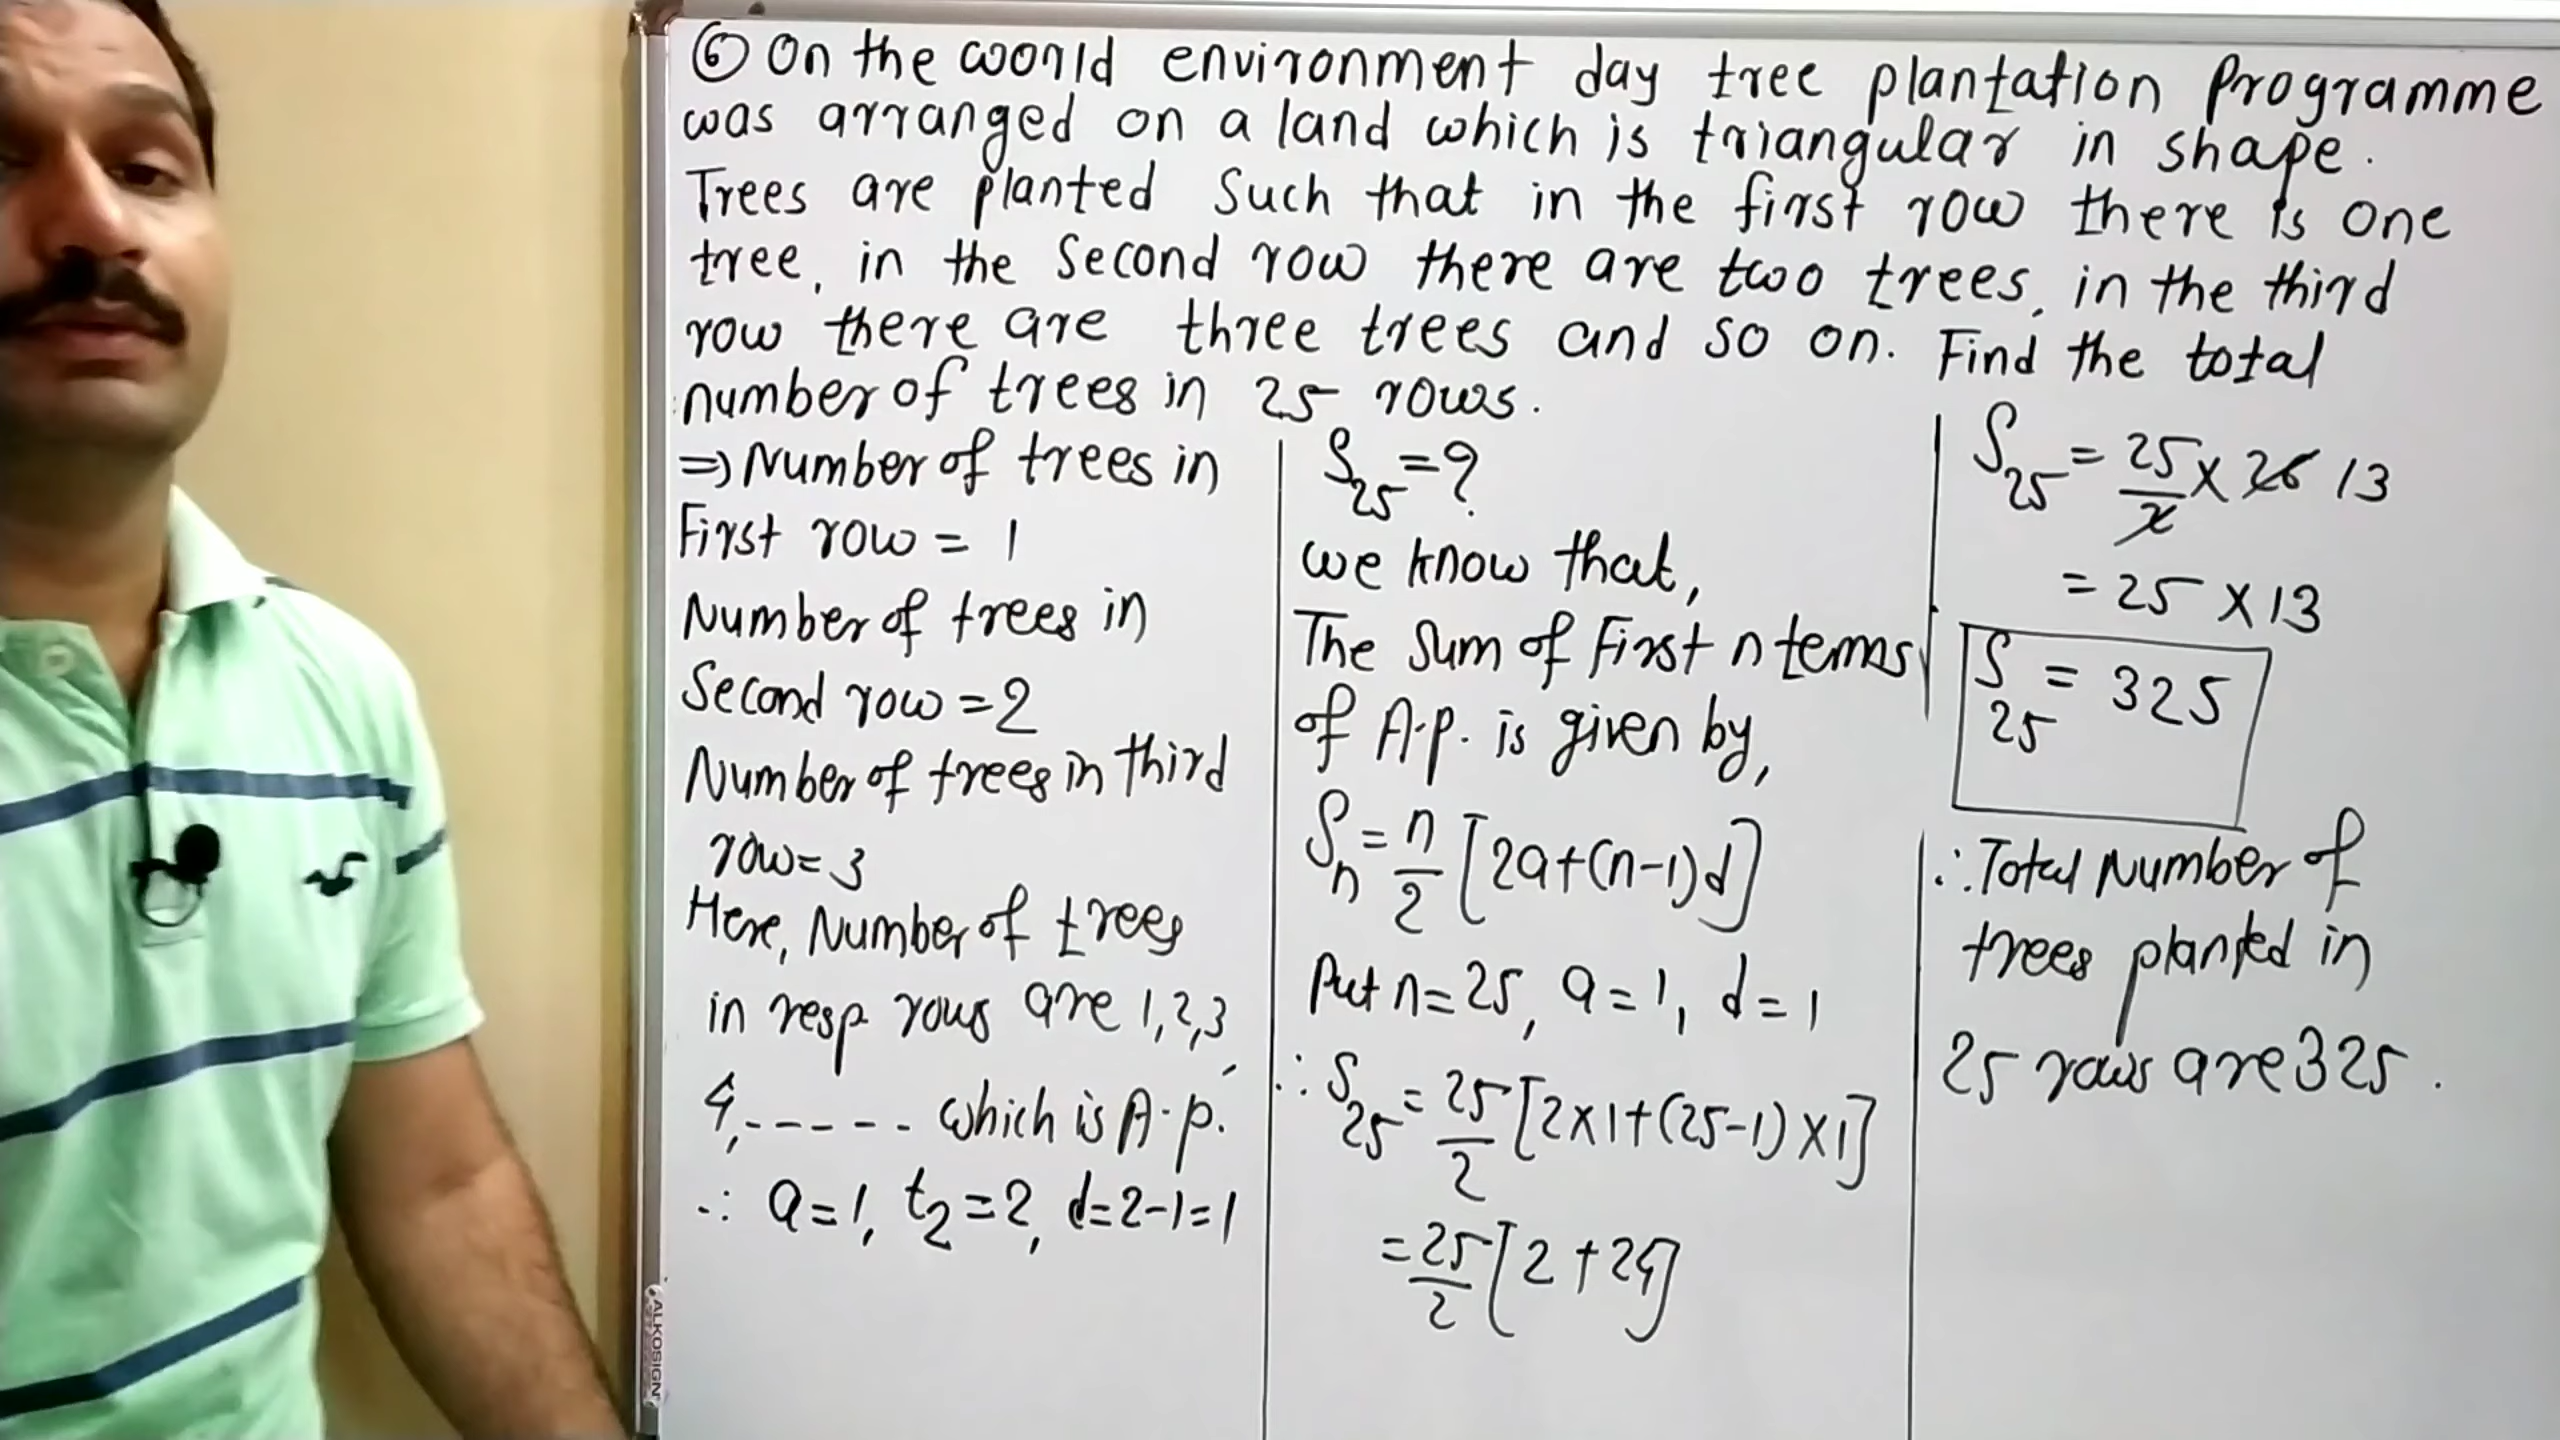 ⑥ On the world environment day tree plantation Programme
was arranged on a land which is triangular in shape.
Trees are planted Such that in the first row there is one
tree, in the Second row there are two trees, in the third
row there are three trees and so on. Find the total
number of trees in 25 rows.
⇒ Number of trees in
First row = 1
Number of trees in
Second row = 2
Number of trees in third
row = 3
Here, Number of trees
in resp. rows are 1, 2, 3,
4, ------ which is A.P.
∴ a = 1, t₂ = 2, d = 2-1 = 1
S₂₅ = ?
we know that,
The Sum of First n terms
of A.P. is given by,
Sₙ = n/2 [2a+(n-1)d]
Put n = 25, a = 1, d = 1
∴ S₂₅ = 25/2 [2×1+(25-1)×1]
= 25/2 [2 + 24]
S₂₅ = 25/2 × 26 13
= 25 × 13
S₂₅ = 325
∴ Total Number of
trees planted in
25 rows are 325.
ALKOSIGN